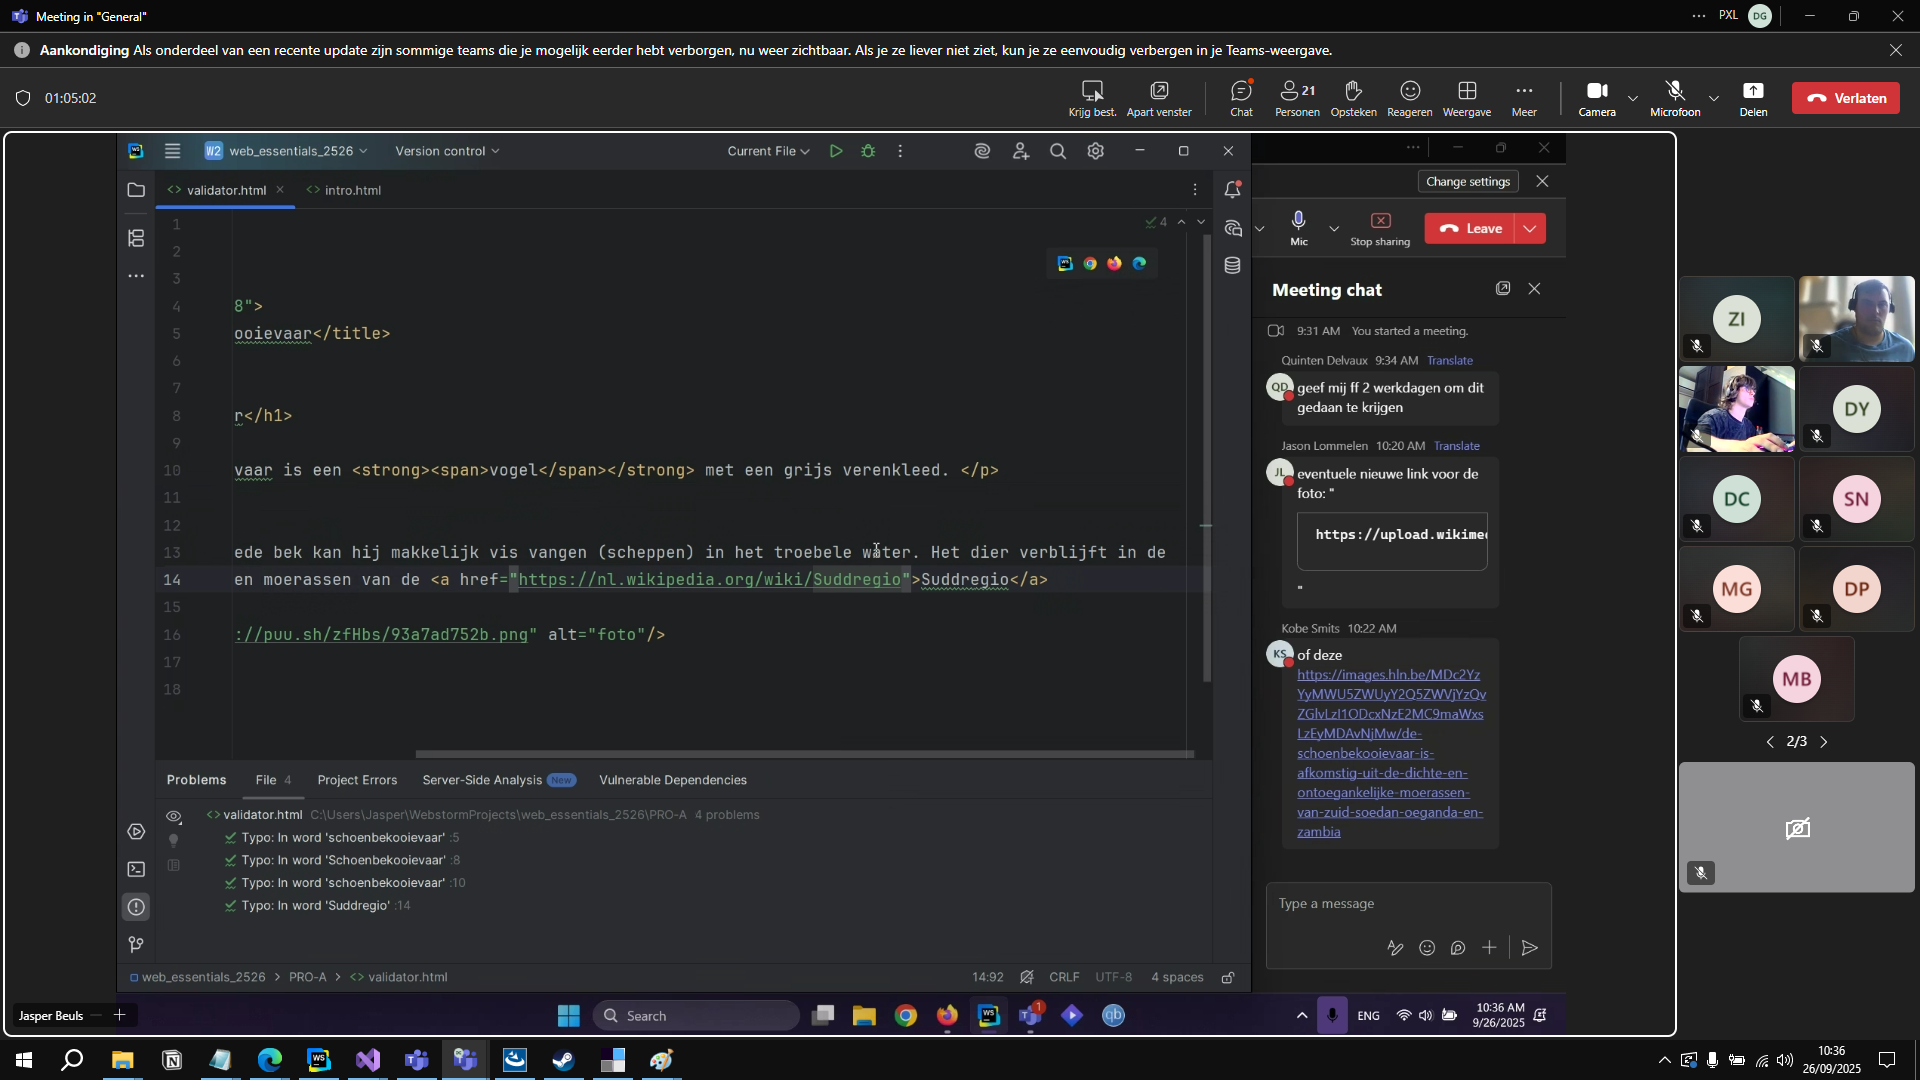 Meeting in "General"
PXL
DG
Aankondiging Als onderdeel van een recente update zijn sommige teams die je mogelijk eerder hebt verborgen, nu weer zichtbaar. Als je ze liever niet ziet, kun je ze eenvoudig verbergen in je Teams-weergave.
01:05:02
Krijg best.
Apart venster
Chat
21
Personen
Opsteken
Reageren
Weergave
Meer
Camera
Microfoon
Delen
Verlaten
W2 web_essentials_2526
Version control
Current File
validator.html
intro.html
4
1
2
3
4 8">
5 ooievaar</title>
6
7
8 r</h1>
9
10 vaar is een <strong><span>vogel</span></strong> met een grijs verenkleed. </p>
11
12
13 ede bek kan hij makkelijk vis vangen (scheppen) in het troebele water. Het dier verblijft in de
14 en moerassen van de <a href="https://nl.wikipedia.org/wiki/Suddregio">Suddregio</a>
15
16 ://puu.sh/zfHbs/93a7ad752b.png" alt="foto"/>
17
18
Problems
File 4
Project Errors
Server-Side Analysis New
Vulnerable Dependencies
validator.html C:\Users\Jasper\WebstormProjects\web_essentials_2526\PRO-A 4 problems
Typo: In word 'schoenbekooievaar' :5
Typo: In word 'Schoenbekooievaar' :8
Typo: In word 'schoenbekooievaar' :10
Typo: In word 'Suddregio' :14
web_essentials_2526 > PRO-A > validator.html
14:92
CRLF
UTF-8
4 spaces
Change settings
Mic
Stop sharing
Leave
Meeting chat
9:31 AM You started a meeting.
Quinten Delvaux 9:34 AM Translate
QD
geef mij ff 2 werkdagen om dit
gedaan te krijgen
Jason Lommelen 10:20 AM Translate
JL
eventuele nieuwe link voor de
foto: "
https://upload.wikime
"
Kobe Smits 10:22 AM
KS
of deze
https://images.hln.be/MDc2Yz
YyMWU5ZWUyY2Q5ZWVjYzQv
ZGlvLzI1ODcxNzE2MC9maWxs
LzEyMDAvNjMw/de-
schoenbekooievaar-is-
afkomstig-uit-de-dichte-en-
ontoegankelijke-moerassen-
van-zuid-soedan-oeganda-en-
zambia
Type a message
ZI
DY
DC
SN
MG
DP
MB
2/3
Jasper Beuls
Search
WS
1
qb
ENG
10:36 AM
9/26/2025
WS
10:36
26/09/2025